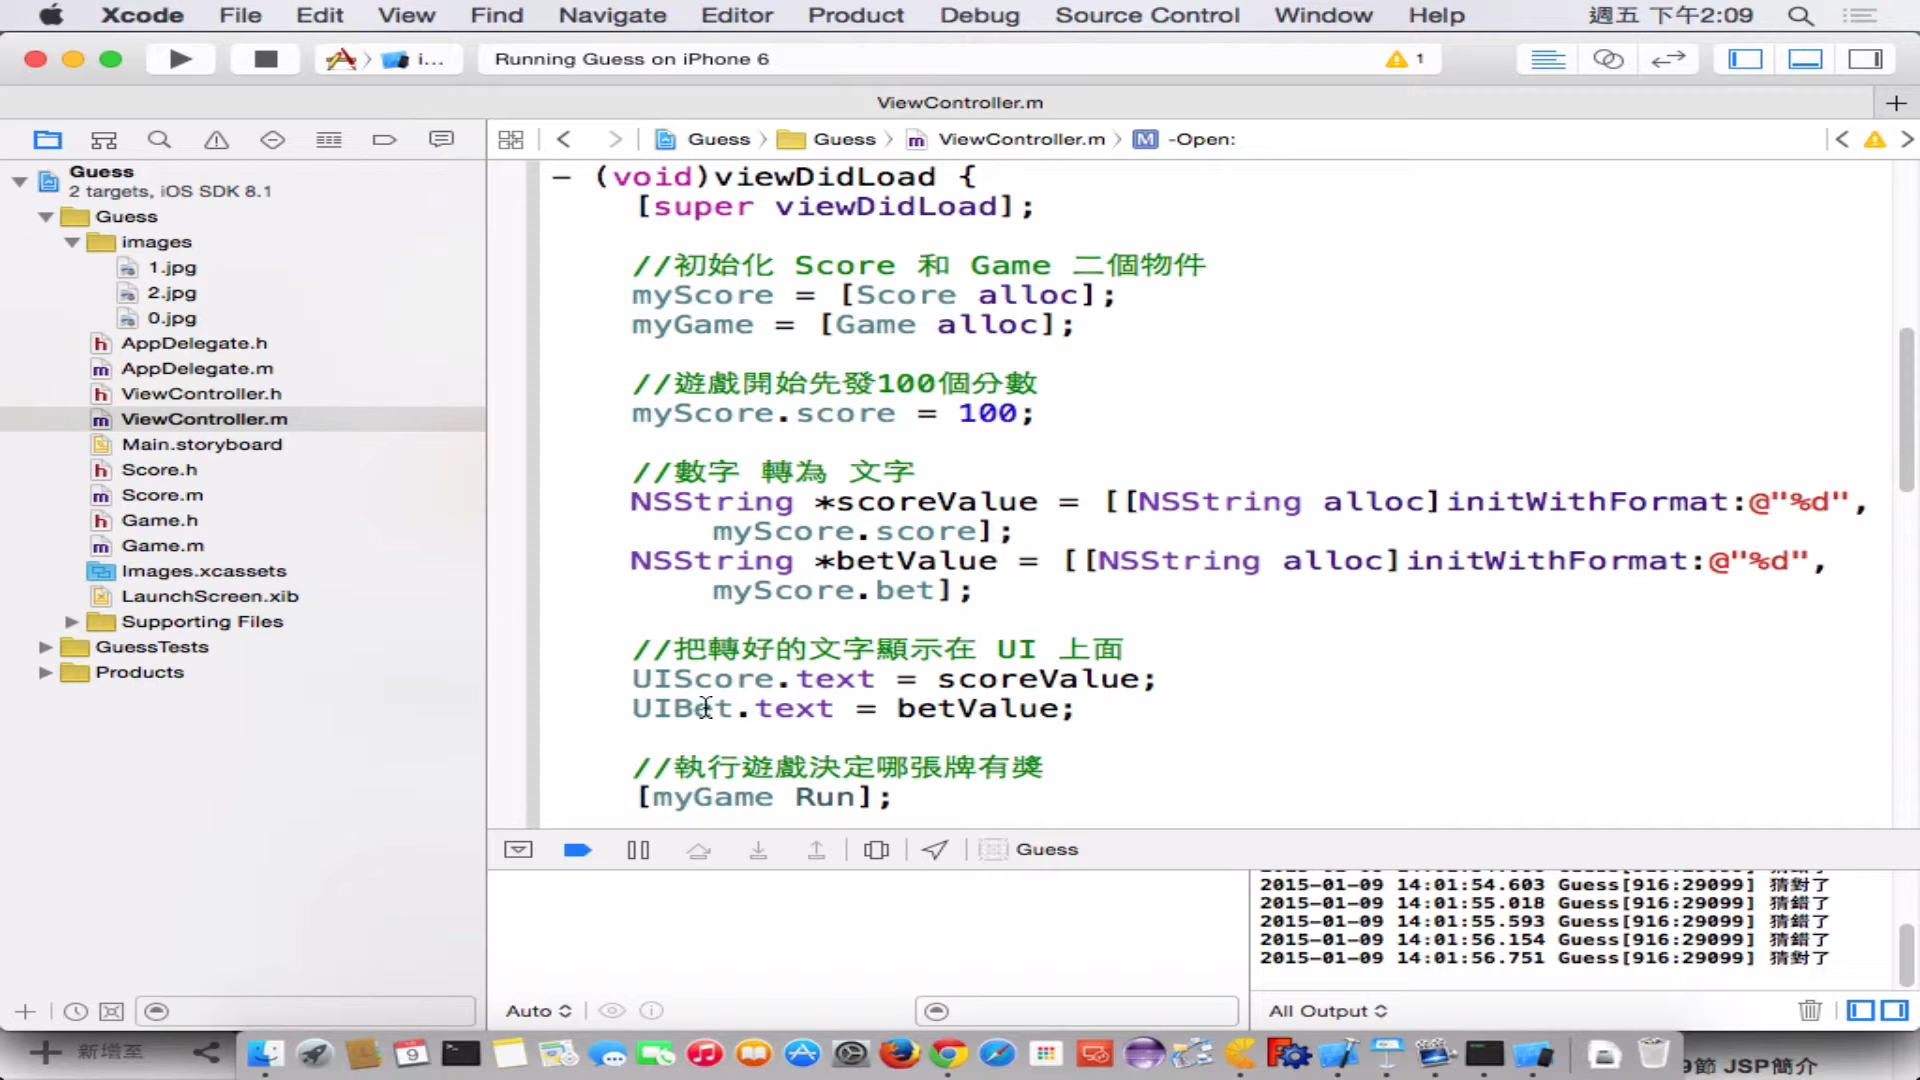 Xcode File Edit View Find Navigate Editor Product Debug Source Control Window Help 週五 下午2:09
i... Running Guess on iPhone 6 1
ViewController.m
Guess Guess ViewController.m M -Open:
Guess
2 targets, iOS SDK 8.1
Guess
images
1.jpg
2.jpg
0.jpg
h AppDelegate.h
m AppDelegate.m
h ViewController.h
m ViewController.m
Main.storyboard
h Score.h
m Score.m
h Game.h
m Game.m
Images.xcassets
LaunchScreen.xib
Supporting Files
GuessTests
Products
- (void)viewDidLoad {
[super viewDidLoad];
//初始化 Score 和 Game 二個物件
myScore = [Score alloc];
myGame = [Game alloc];
//遊戲開始先發100個分數
myScore.score = 100;
//數字 轉為 文字
NSString *scoreValue = [[NSString alloc]initWithFormat:@"%d",
myScore.score];
NSString *betValue = [[NSString alloc]initWithFormat:@"%d",
myScore.bet];
//把轉好的文字顯示在 UI 上面
UIScore.text = scoreValue;
UIBet.text = betValue;
//執行遊戲決定哪張牌有獎
[myGame Run];
Guess
2015-01-09 14:01:54.603 Guess[916:29099] 猜對了
2015-01-09 14:01:55.018 Guess[916:29099] 猜錯了
2015-01-09 14:01:55.593 Guess[916:29099] 猜錯了
2015-01-09 14:01:56.154 Guess[916:29099] 猜錯了
2015-01-09 14:01:56.751 Guess[916:29099] 猜對了
Auto All Output
新增至 9 9節 JSP簡介